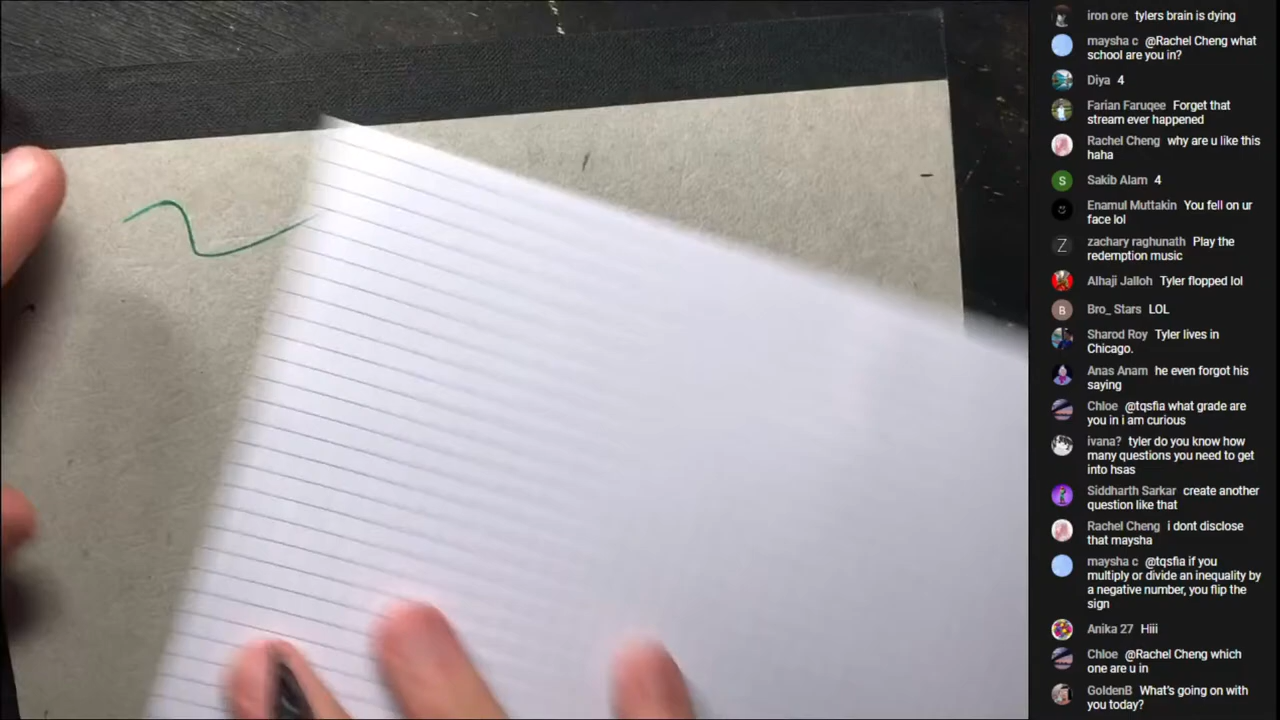 iron ore tylers brain is dying
maysha c @Rachel Cheng what
school are you in?
Diya 4
Farian Faruqee Forget that
stream ever happened
Rachel Cheng why are u like this
haha
S
Sakib Alam 4
Enamul Muttakin You fell on ur
face lol
Z
zachary raghunath Play the
redemption music
Alhaji Jalloh Tyler flopped lol
B
Bro_ Stars LOL
Sharod Roy Tyler lives in
Chicago.
Anas Anam he even forgot his
saying
Chloe @tqsfia what grade are
you in i am curious
ivana? tyler do you know how
many questions you need to get
into hsas
Siddharth Sarkar create another
question like that
Rachel Cheng i dont disclose
that maysha
maysha c @tqsfia if you
multiply or divide an inequality by
a negative number, you flip the
sign
Anika 27 Hiii
Chloe @Rachel Cheng which
one are u in
GoldenB What's going on with
you today?